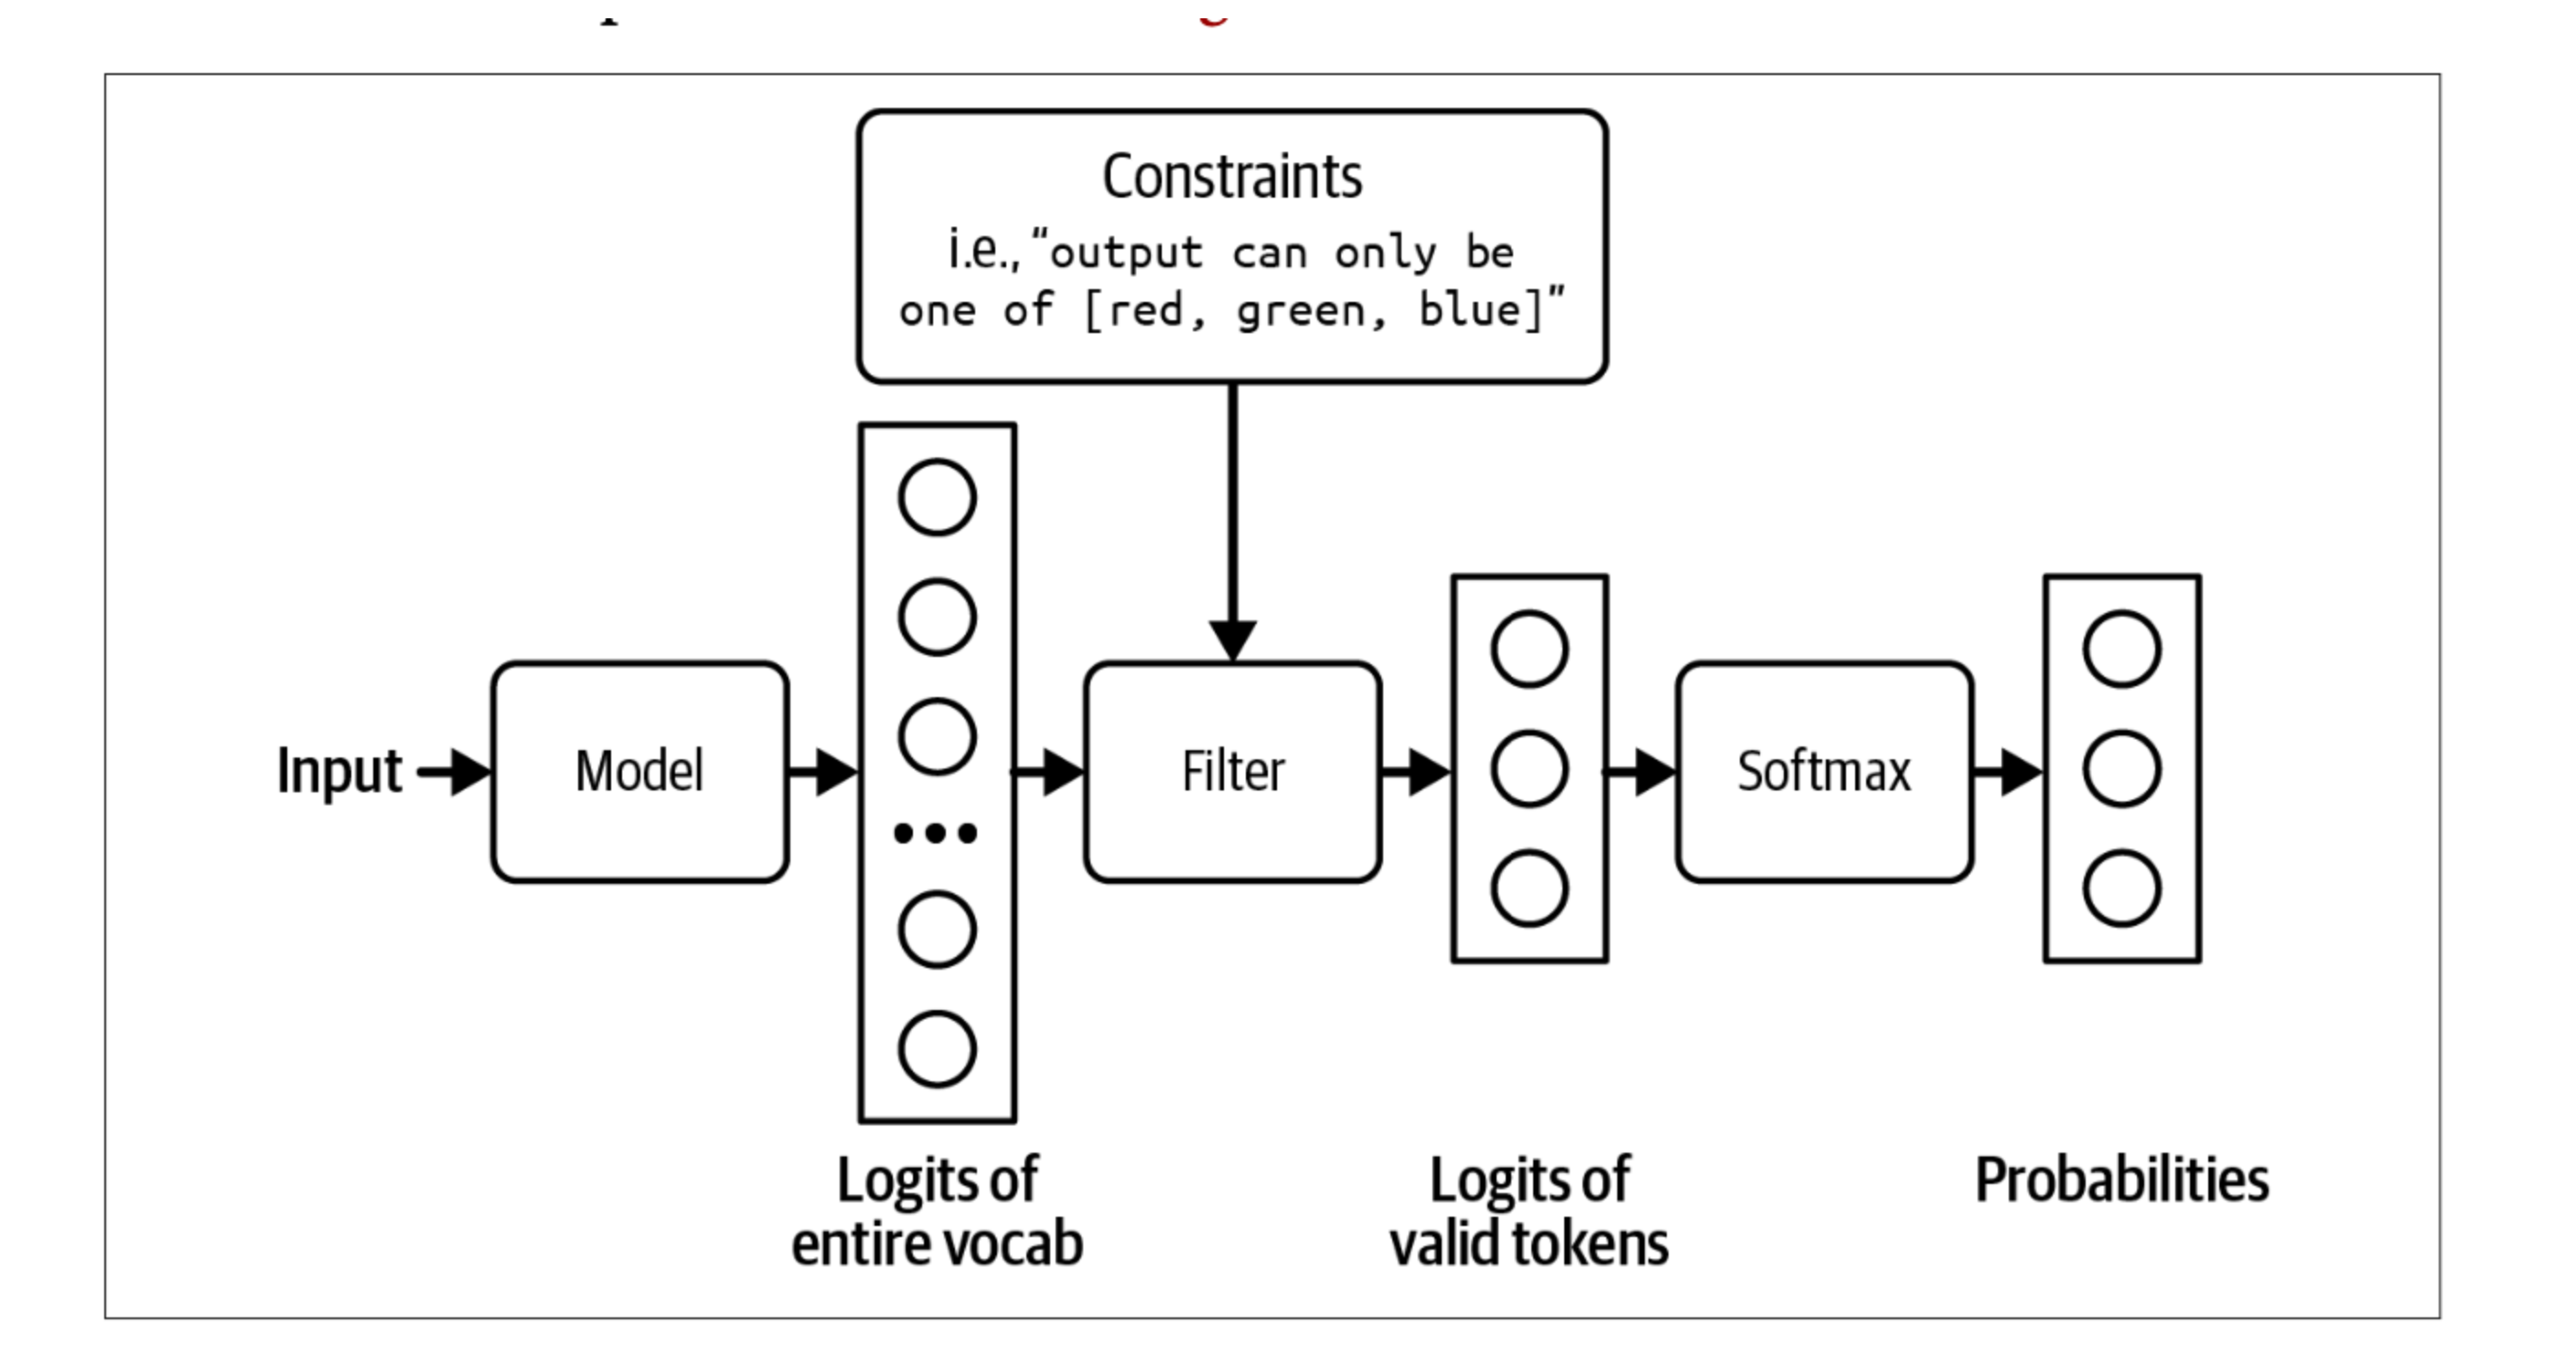 Constraints
i.e., “output can only be
one of [red, green, blue]”
Input
Model
Filter
Softmax
Logits of
entire vocab
Logits of
valid tokens
Probabilities